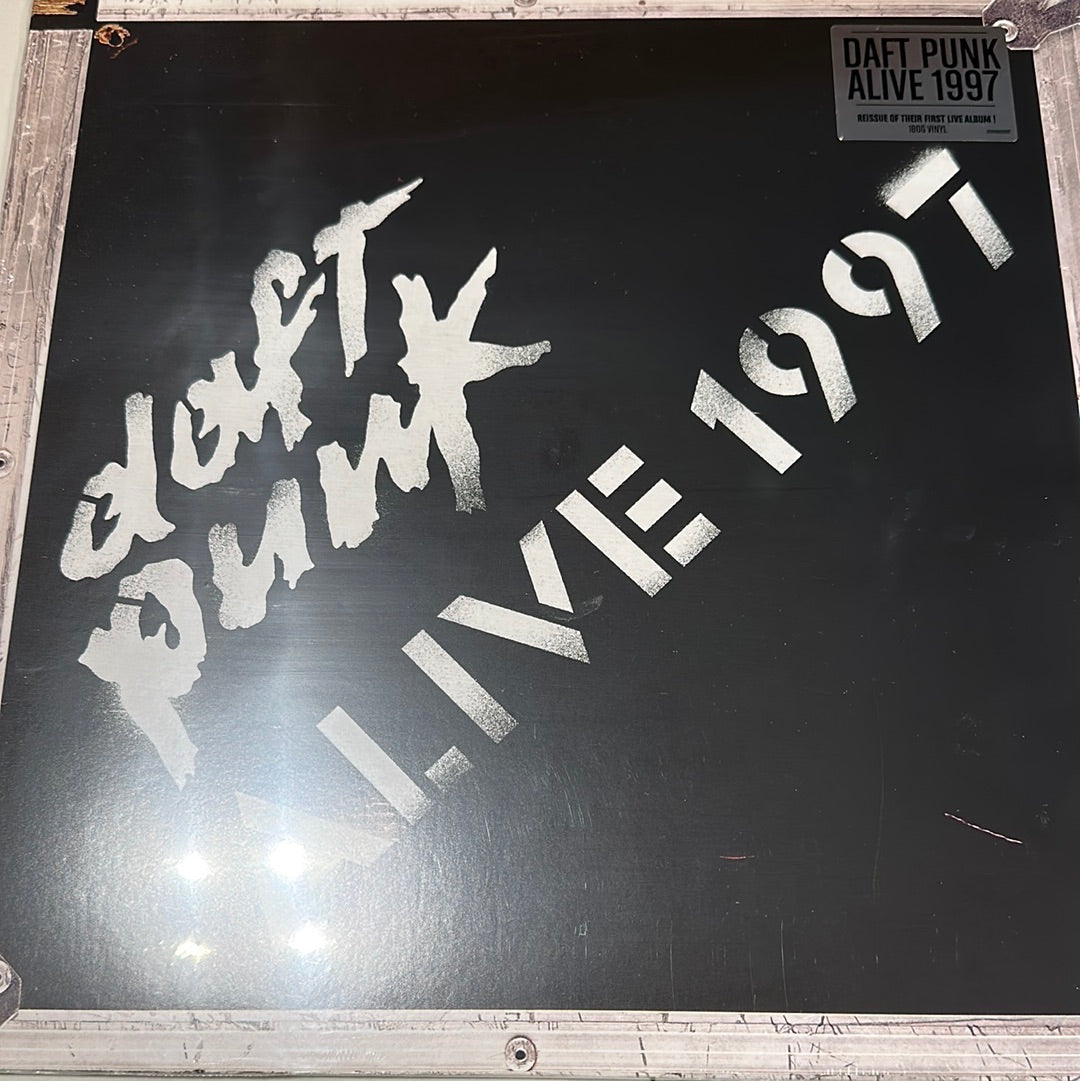 DAFT PUNK
ALIVE 1997
REISSUE OF THEIR FIRST LIVE ALBUM !
180G VINYL
daft
punk
ALIVE 1997